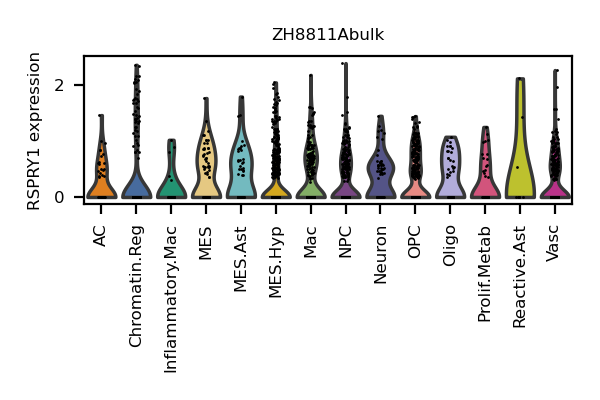 ZH8811Abulk
RSPRY1 expression
2
0
AC
Chromatin.Reg
Inflammatory.Mac
MES
MES.Ast
MES.Hyp
Mac
NPC
Neuron
OPC
Oligo
Prolif.Metab
Reactive.Ast
Vasc